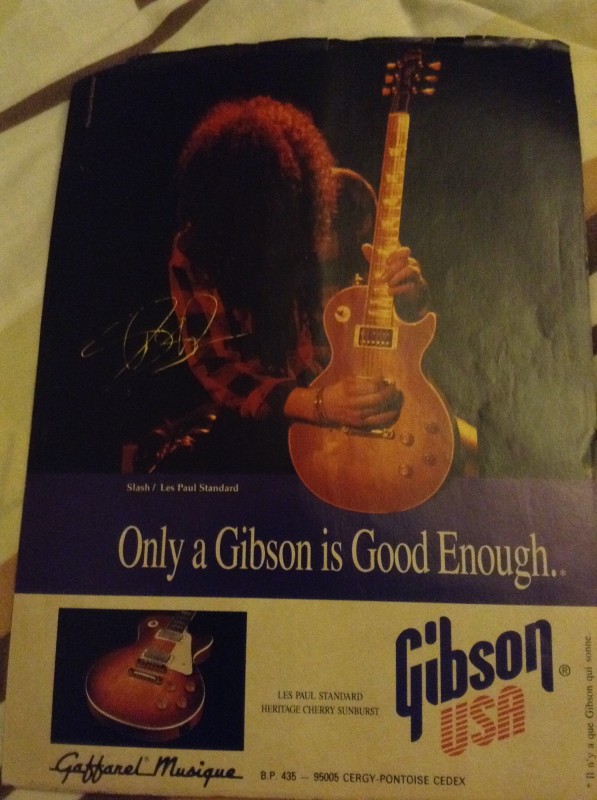 Slash / Les Paul Standard
Only a Gibson is Good Enough..*
LES PAUL STANDARD
HERITAGE CHERRY SUNBURST
Gibson ®
USA
Gaffarel Musique
B.P. 435 — 95005 CERGY-PONTOISE CEDEX
* Il n'y a que Gibson qui sonne.